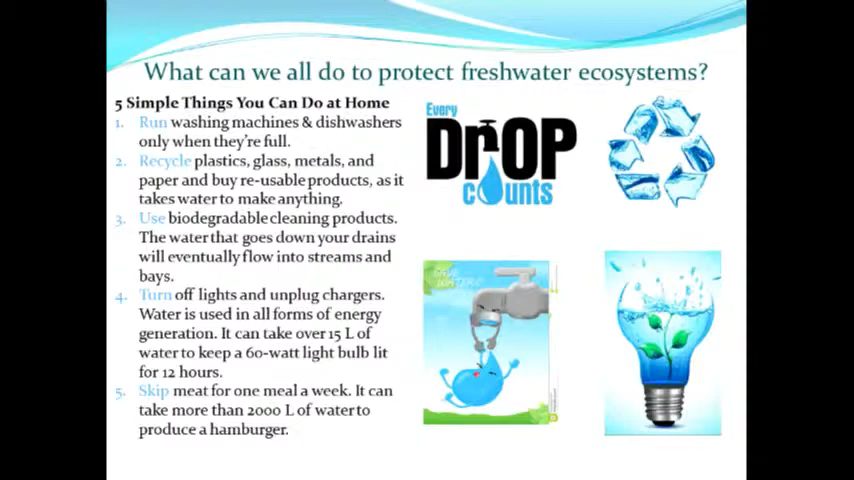 What can we all do to protect freshwater ecosystems?
5 Simple Things You Can Do at Home
1. Run washing machines & dishwashers
only when they're full.
2. Recycle plastics, glass, metals, and
paper and buy re-usable products, as it
takes water to make anything.
3. Use biodegradable cleaning products.
The water that goes down your drains
will eventually flow into streams and
bays.
4. Turn off lights and unplug chargers.
Water is used in all forms of energy
generation. It can take over 15 L of
water to keep a 60-watt light bulb lit
for 12 hours.
5. Skip meat for one meal a week. It can
take more than 2000 L of water to
produce a hamburger.
Every
DrOP
counts